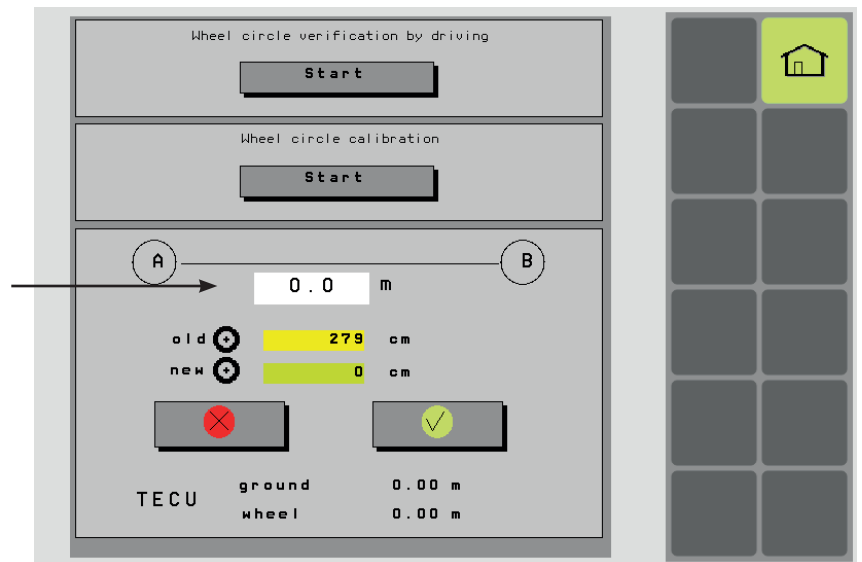 Wheel circle verification by driving
Start
Wheel circle calibration
Start
A B
0.0 m
old 279 cm
new 0 cm
TECU ground 0.00 m
wheel 0.00 m